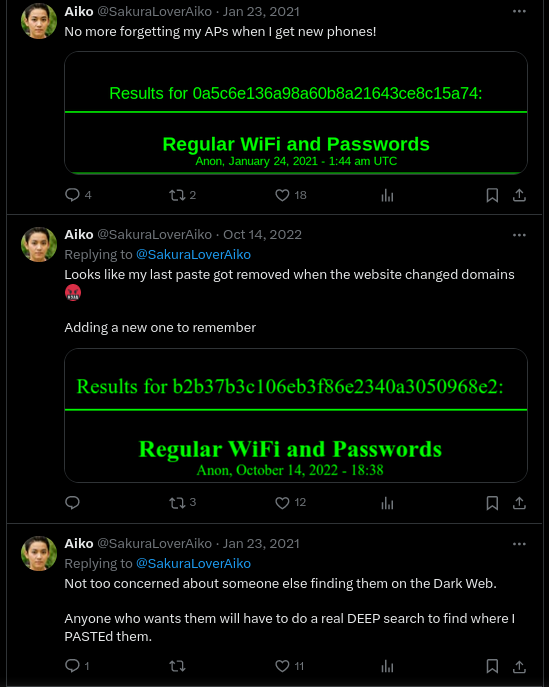 Aiko @SakuraLoverAiko · Jan 23, 2021
No more forgetting my APs when I get new phones!
Results for 0a5c6e136a98a60b8a21643ce8c15a74:
Regular WiFi and Passwords
Anon, January 24, 2021 - 1:44 am UTC
4 2 18
Aiko @SakuraLoverAiko · Oct 14, 2022
Replying to @SakuraLoverAiko
Looks like my last paste got removed when the website changed domains
Adding a new one to remember
Results for b2b37b3c106eb3f86e2340a3050968e2:
Regular WiFi and Passwords
Anon, October 14, 2022 - 18:38
3 12
Aiko @SakuraLoverAiko · Jan 23, 2021
Replying to @SakuraLoverAiko
Not too concerned about someone else finding them on the Dark Web.
Anyone who wants them will have to do a real DEEP search to find where I
PASTEd them.
1 11